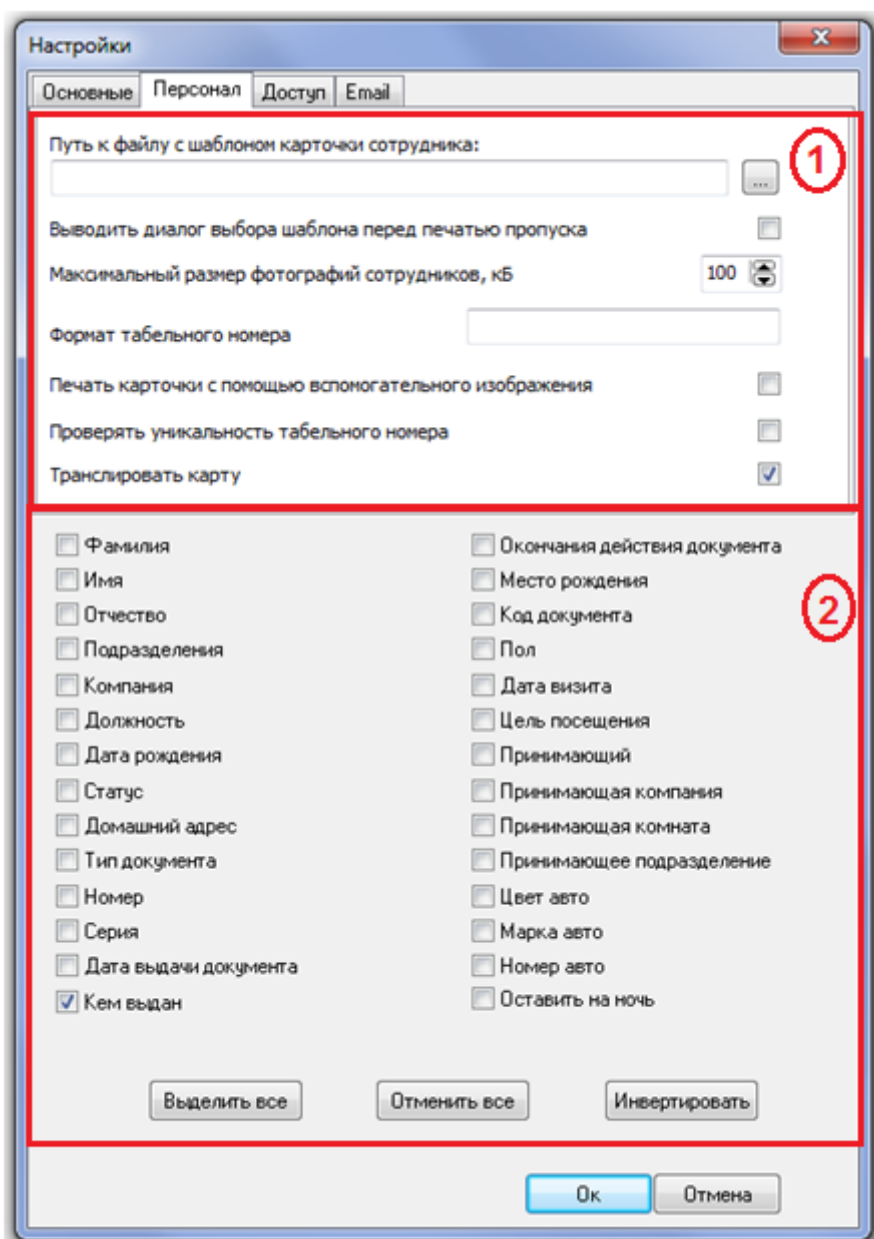 Настройки
Основные Персонал Доступ Email
Путь к файлу с шаблоном карточки сотрудника:
1
...
Выводить диалог выбора шаблона перед печатью пропуска
Максимальный размер фотографий сотрудников, кБ 100
Формат табельного номера
Печать карточки с помощью вспомогательного изображения
Проверять уникальность табельного номера
Транслировать карту
Фамилия Окончания действия документа
Имя Место рождения
2
Отчество Код документа
Подразделения Пол
Компания Дата визита
Должность Цель посещения
Дата рождения Принимающий
Статус Принимающая компания
Домашний адрес Принимающая комната
Тип документа Принимающее подразделение
Номер Цвет авто
Серия Марка авто
Дата выдачи документа Номер авто
Кем выдан Оставить на ночь
Выделить все Отменить все Инвертировать
Ок Отмена